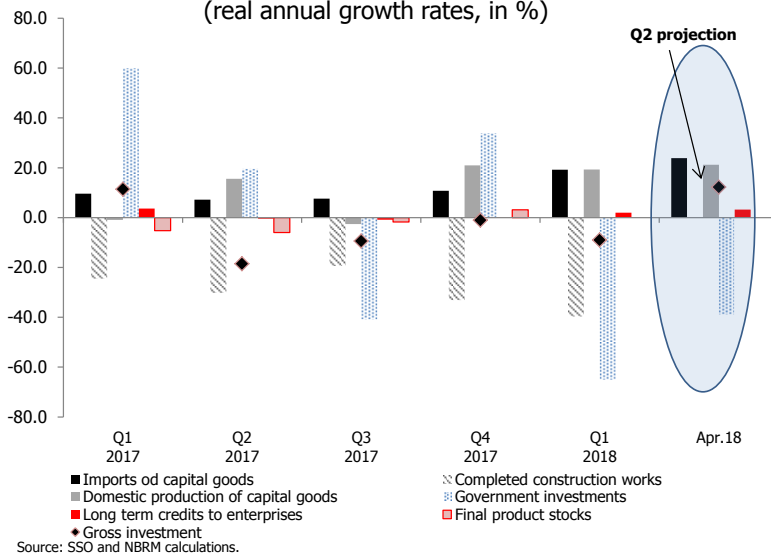 (real annual growth rates, in %)
80.0
60.0
40.0
20.0
0.0
-20.0
-40.0
-60.0
-80.0
Q2 projection
Q1 Q2 Q3 Q4 Q1 Apr.18
2017 2017 2017 2017 2018
Imports od capital goods
Completed construction works
Domestic production of capital goods
Government investments
Long term credits to enterprises
Final product stocks
Gross investment
Source: SSO and NBRM calculations.